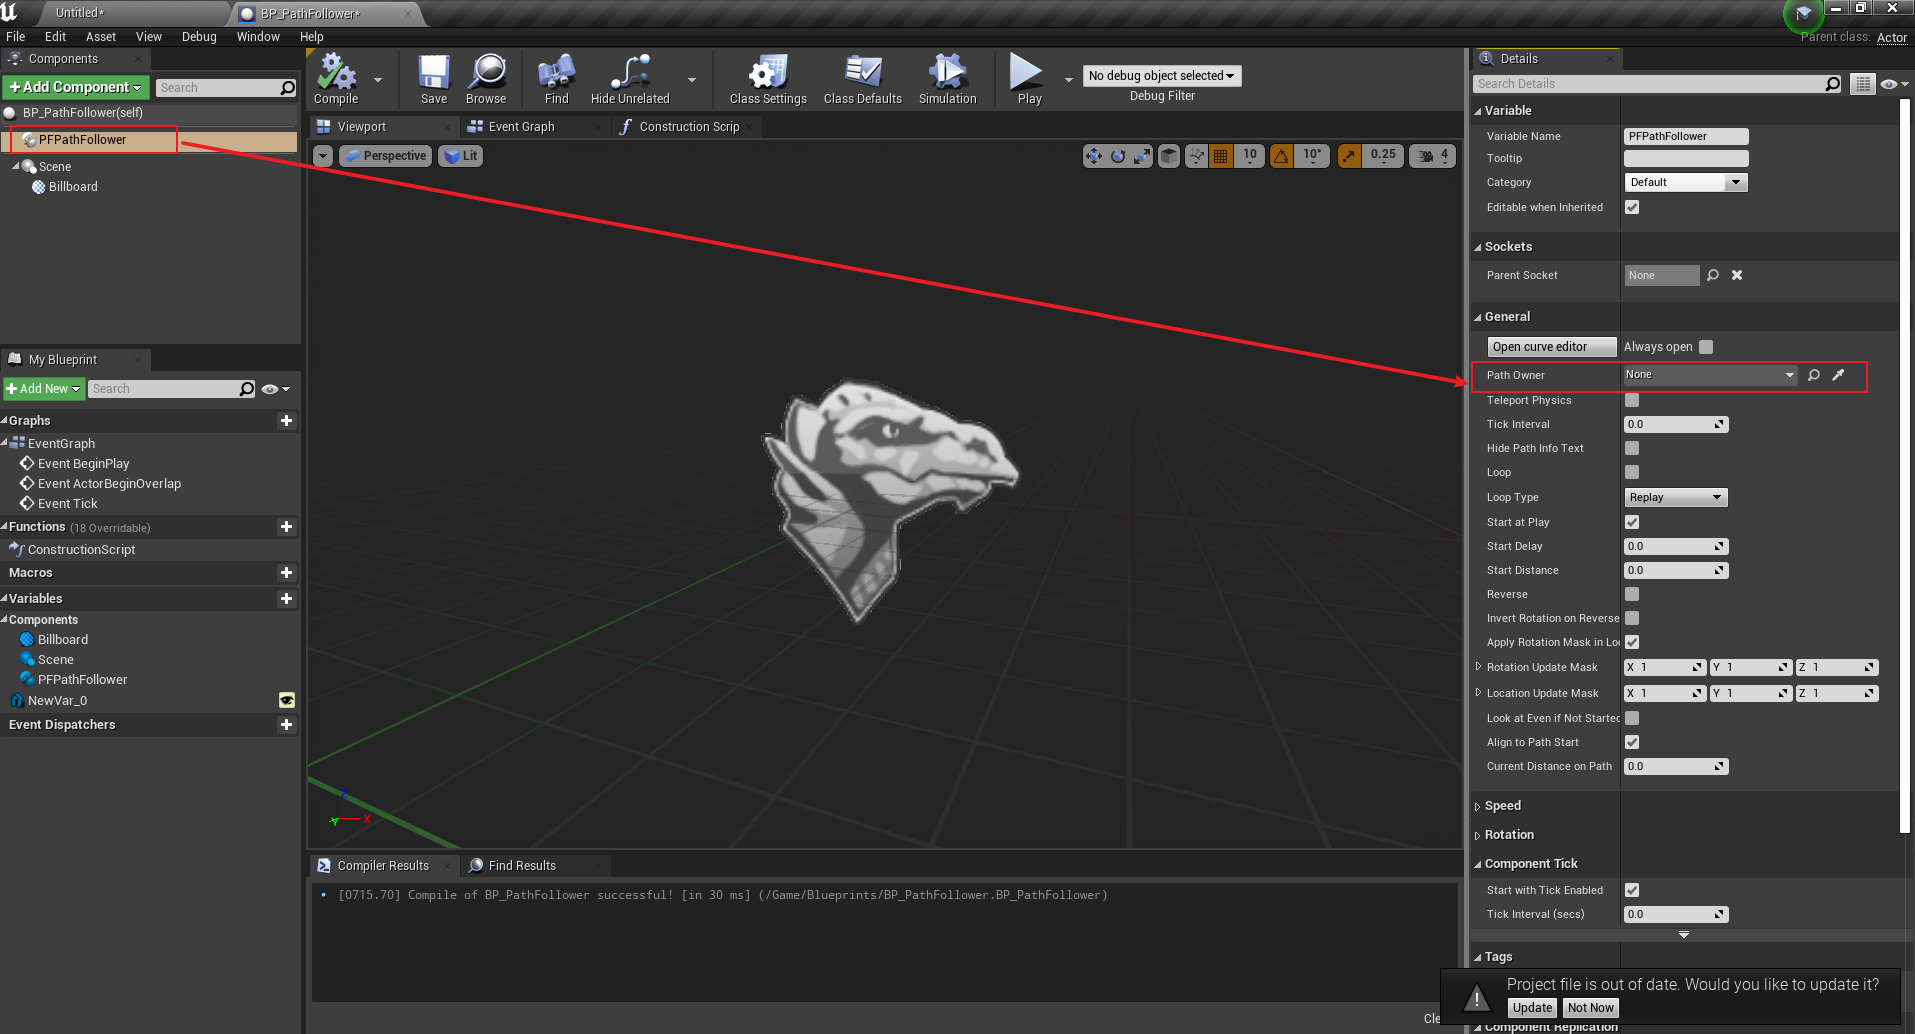 Untitled*
BP_PathFollower*
File Edit Asset View Debug Window Help
Parent class: Actor
Components
Add Component
Search
BP_PathFollower(self)
PFPathFollower
Scene
Billboard
My Blueprint
Add New
Search
Graphs
EventGraph
Event BeginPlay
Event ActorBeginOverlap
Event Tick
Functions (18 Overridable)
ConstructionScript
Macros
Variables
Components
Billboard
Scene
PFPathFollower
NewVar_0
Event Dispatchers
Compile Save Browse Find Hide Unrelated Class Settings Class Defaults Simulation Play
No debug object selected
Debug Filter
Viewport Event Graph Construction Scrip
Perspective Lit
10 10° 0.25 4
Z
Y X
Compiler Results Find Results
[0715.70] Compile of BP_PathFollower successful! [in 30 ms] (/Game/Blueprints/BP_PathFollower.BP_PathFollower)
Details
Search Details
Variable
Variable Name PFPathFollower
Tooltip
Category Default
Editable when Inherited
Sockets
Parent Socket None
General
Open curve editor Always open
Path Owner None
Teleport Physics
Tick Interval 0.0
Hide Path Info Text
Loop
Loop Type Replay
Start at Play
Start Delay 0.0
Start Distance 0.0
Reverse
Invert Rotation on Reverse
Apply Rotation Mask in Lo
Rotation Update Mask X 1 Y 1 Z 1
Location Update Mask X 1 Y 1 Z 1
Look at Even if Not Started
Align to Path Start
Current Distance on Path 0.0
Speed
Rotation
Component Tick
Start with Tick Enabled
Tick Interval (secs) 0.0
Tags
Project file is out of date. Would you like to update it?
Update Not Now
Cle
Component Replication